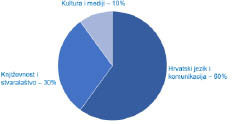 Kultura i mediji – 10%
Književnost i
stvaralaštvo – 30%
Hrvatski jezik i
komunikacija – 60%